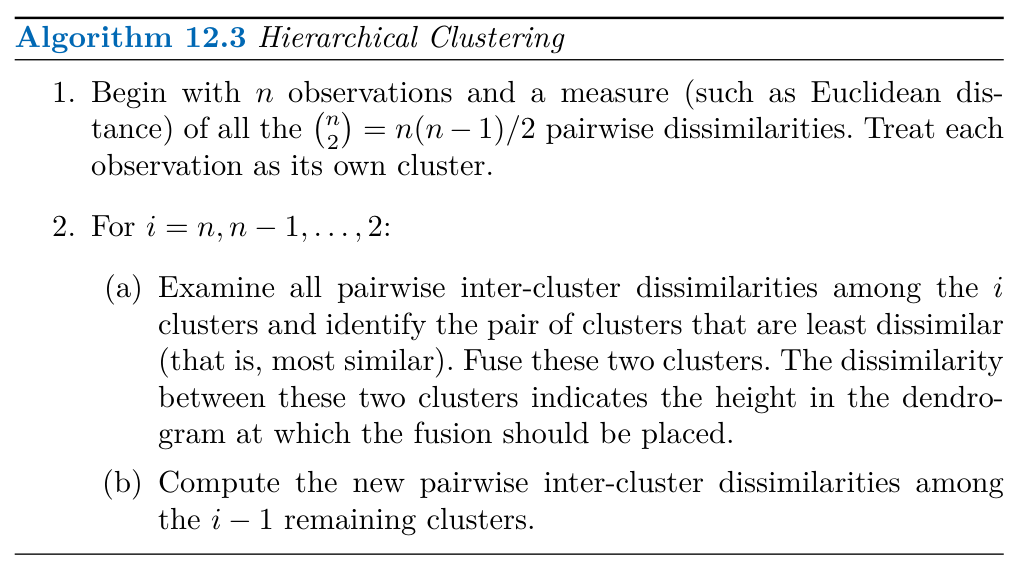 Algorithm 12.3 Hierarchical Clustering
1. Begin with n observations and a measure (such as Euclidean dis-
tance) of all the (n 2) = n(n − 1)/2 pairwise dissimilarities. Treat each
observation as its own cluster.
2. For i = n, n − 1, . . . , 2:
(a) Examine all pairwise inter-cluster dissimilarities among the i
clusters and identify the pair of clusters that are least dissimilar
(that is, most similar). Fuse these two clusters. The dissimilarity
between these two clusters indicates the height in the dendro-
gram at which the fusion should be placed.
(b) Compute the new pairwise inter-cluster dissimilarities among
the i − 1 remaining clusters.